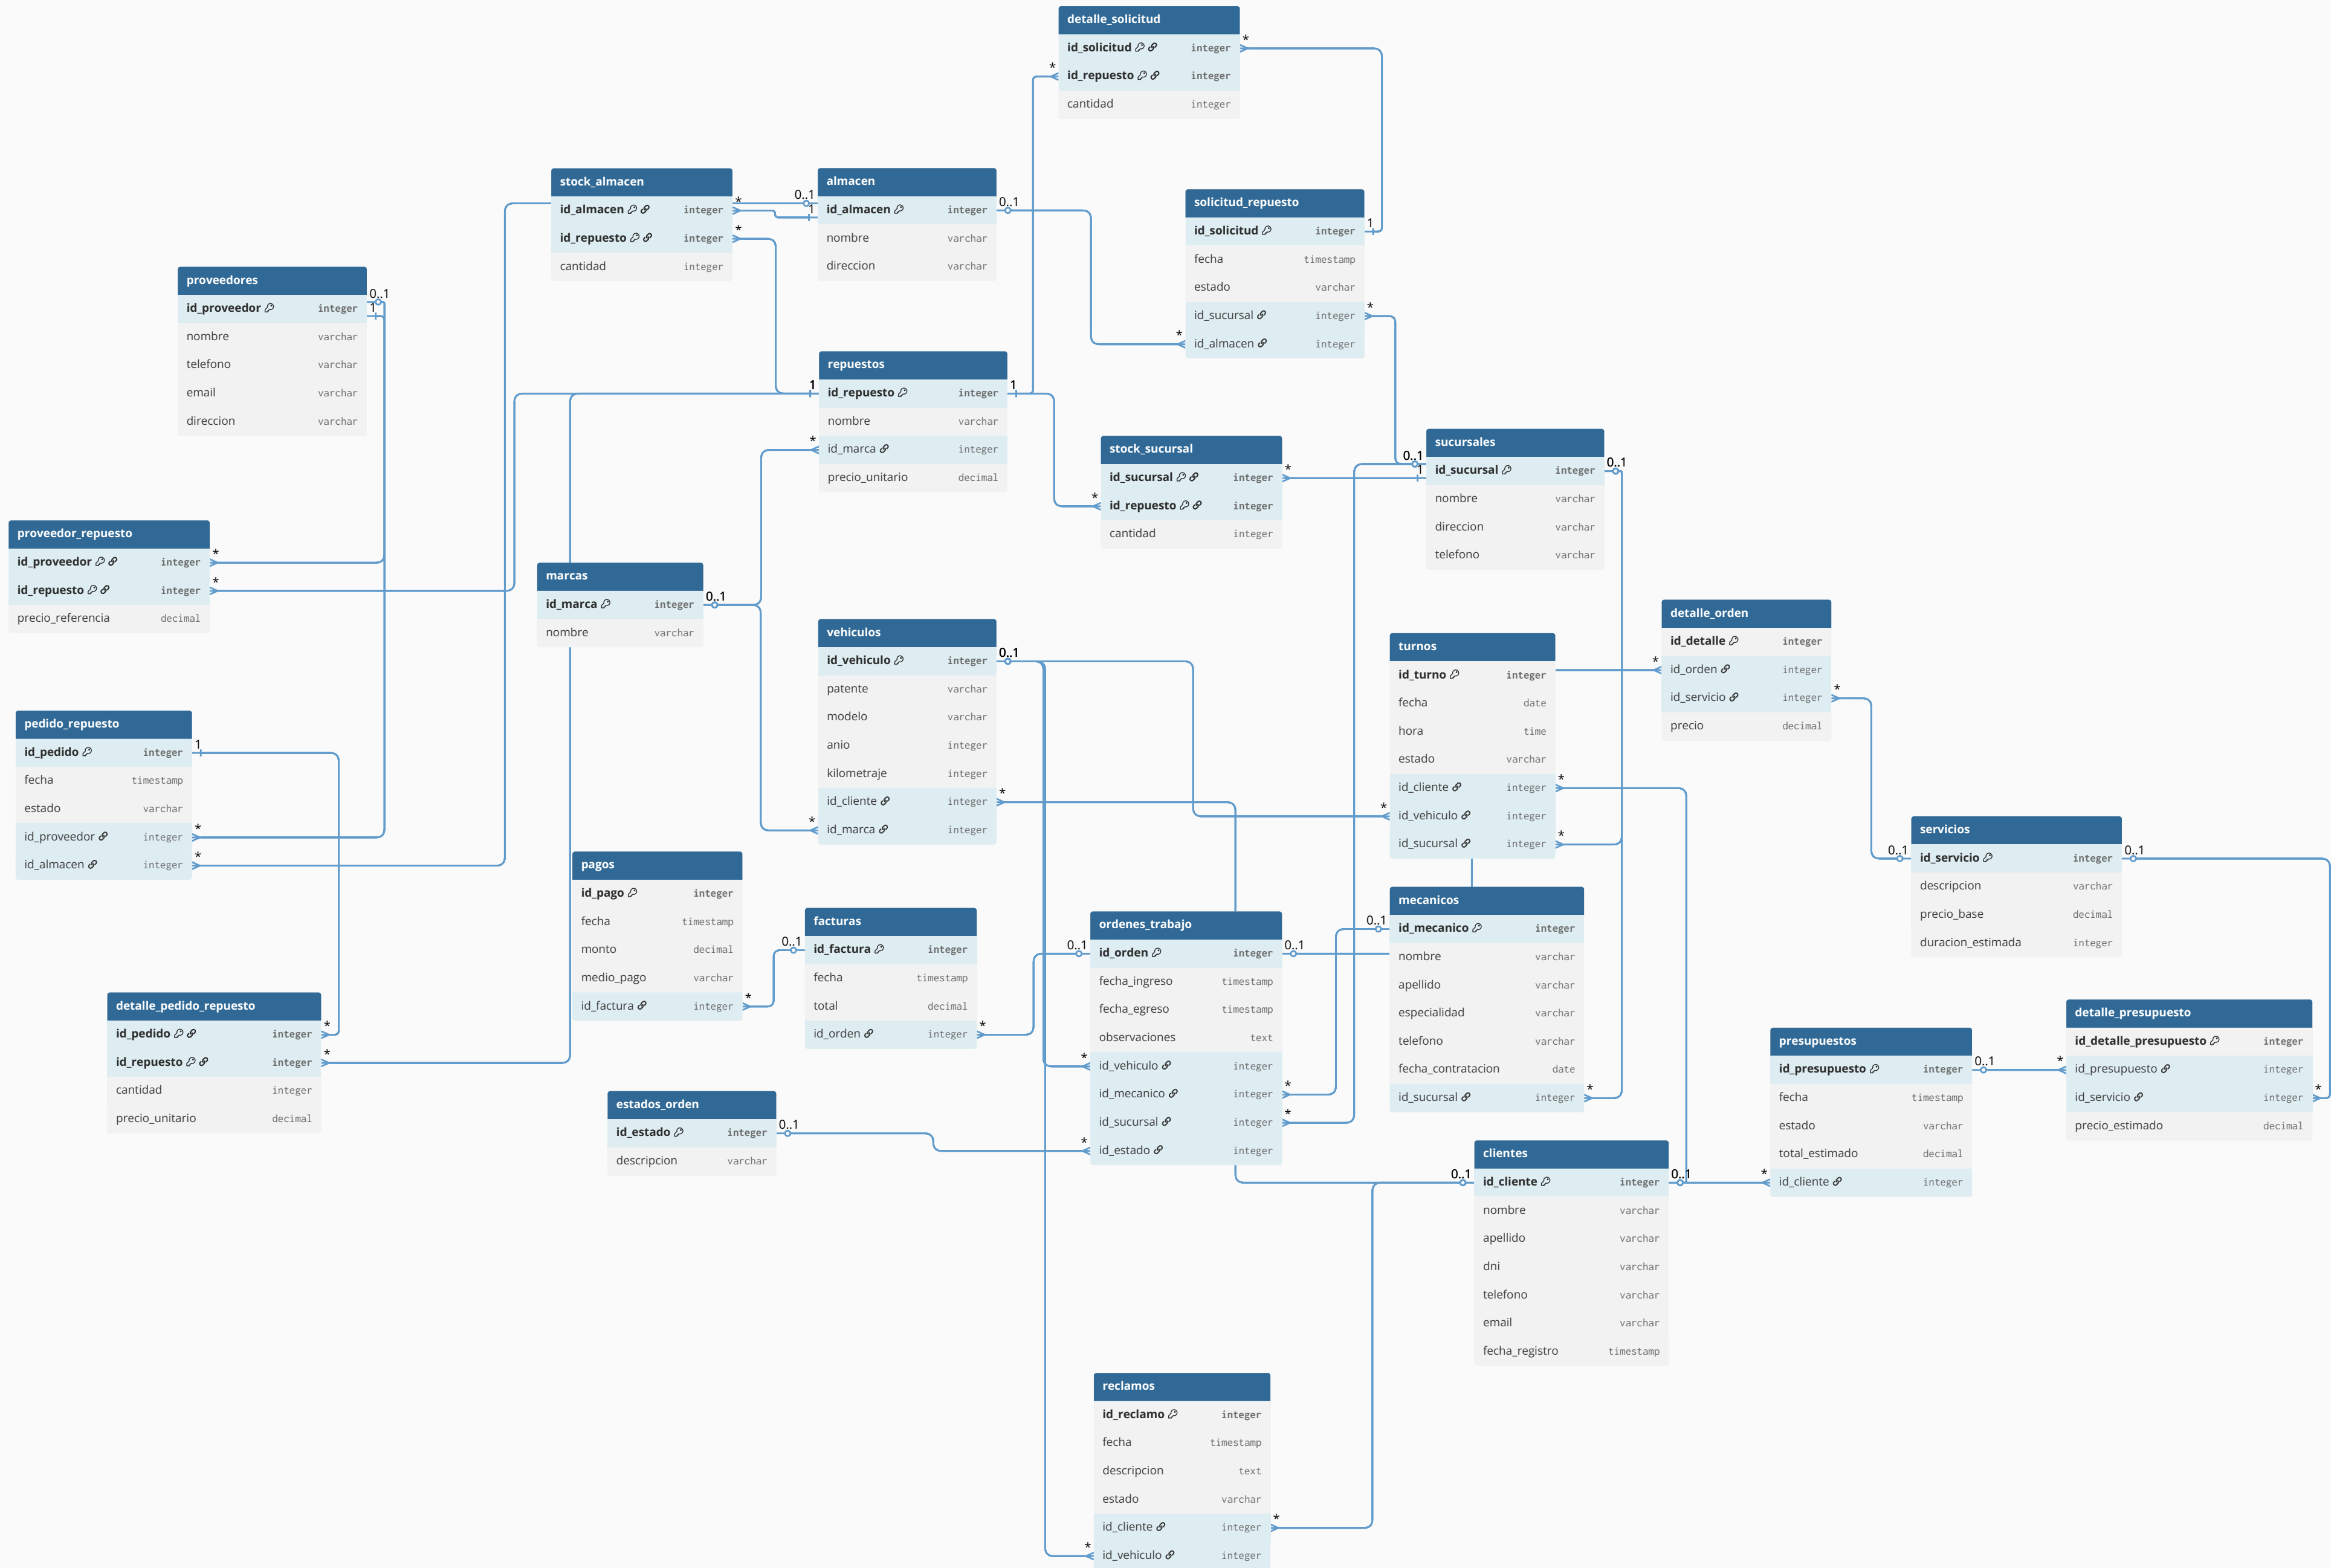 detalle_solicitud
id_solicitud integer
id_repuesto integer
cantidad integer
stock_almacen
id_almacen integer
id_repuesto integer
cantidad integer
almacen
id_almacen integer
nombre varchar
direccion varchar
solicitud_repuesto
id_solicitud integer
fecha timestamp
estado varchar
id_sucursal integer
id_almacen integer
proveedores
id_proveedor integer
nombre varchar
telefono varchar
email varchar
direccion varchar
repuestos
id_repuesto integer
nombre varchar
id_marca integer
precio_unitario decimal
stock_sucursal
id_sucursal integer
id_repuesto integer
cantidad integer
sucursales
id_sucursal integer
nombre varchar
direccion varchar
telefono varchar
proveedor_repuesto
id_proveedor integer
id_repuesto integer
precio_referencia decimal
marcas
id_marca integer
nombre varchar
vehiculos
id_vehiculo integer
patente varchar
modelo varchar
anio integer
kilometraje integer
id_cliente integer
id_marca integer
turnos
id_turno integer
fecha date
hora time
estado varchar
id_cliente integer
id_vehiculo integer
id_sucursal integer
detalle_orden
id_detalle integer
id_orden integer
id_servicio integer
precio decimal
pedido_repuesto
id_pedido integer
fecha timestamp
estado varchar
id_proveedor integer
id_almacen integer
pagos
id_pago integer
fecha timestamp
monto decimal
medio_pago varchar
id_factura integer
facturas
id_factura integer
fecha timestamp
total decimal
id_orden integer
ordenes_trabajo
id_orden integer
fecha_ingreso timestamp
fecha_egreso timestamp
observaciones text
id_vehiculo integer
id_mecanico integer
id_sucursal integer
id_estado integer
mecanicos
id_mecanico integer
nombre varchar
apellido varchar
especialidad varchar
telefono varchar
fecha_contratacion date
id_sucursal integer
servicios
id_servicio integer
descripcion varchar
precio_base decimal
duracion_estimada integer
detalle_pedido_repuesto
id_pedido integer
id_repuesto integer
cantidad integer
precio_unitario decimal
estados_orden
id_estado integer
descripcion varchar
presupuestos
id_presupuesto integer
fecha timestamp
estado varchar
total_estimado decimal
id_cliente integer
detalle_presupuesto
id_detalle_presupuesto integer
id_presupuesto integer
id_servicio integer
precio_estimado decimal
clientes
id_cliente integer
nombre varchar
apellido varchar
dni varchar
telefono varchar
email varchar
fecha_registro timestamp
reclamos
id_reclamo integer
fecha timestamp
descripcion text
estado varchar
id_cliente integer
id_vehiculo integer